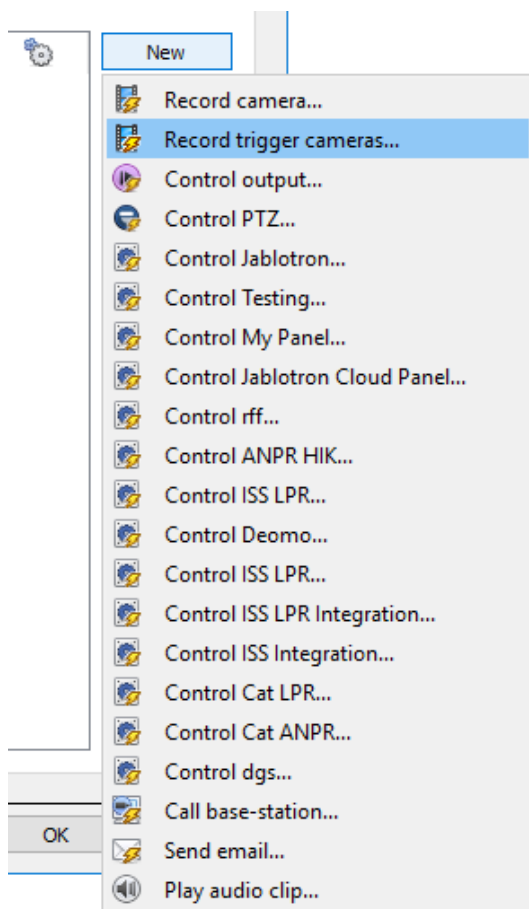 New
Record camera...
Record trigger cameras...
Control output...
Control PTZ...
Control Jablotron...
Control Testing...
Control My Panel...
Control Jablotron Cloud Panel...
Control rff...
Control ANPR HIK...
Control ISS LPR...
Control Deomo...
Control ISS LPR...
Control ISS LPR Integration...
Control ISS Integration...
Control Cat LPR...
Control Cat ANPR...
Control dgs...
Call base-station...
OK
Send email...
Play audio clip...